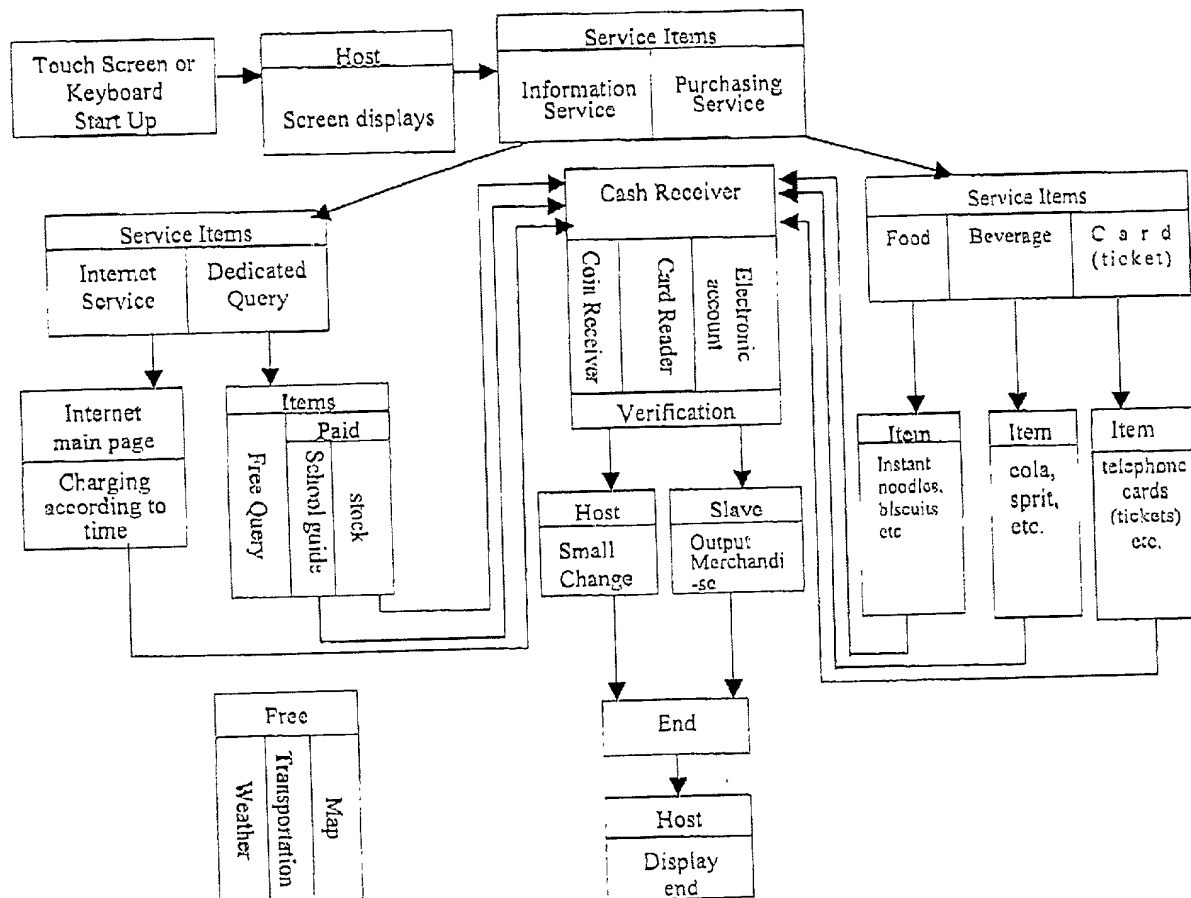 Touch Screen or
Keyboard
Start Up
Host
Screen displays
Service Items
Information
Service
Purchasing
Service
Cash Receiver
Coin Receiver
Card Reader
Electronic
account
Verification
Service Items
Internet
Service
Dedicated
Query
Service Items
Food
Beverage
Card
(ticket)
Internet
main page
Charging
according to
time
Items
Paid
Free Query
School guide
stock
Host
Small
Change
Slave
Output
Merchandi
-se
Item
Instant
noodles,
biscuits
etc
Item
cola,
sprit,
etc.
Item
telephone
cards
(tickets)
etc.
Free
Weather
Transportation
Map
End
Host
Display
end